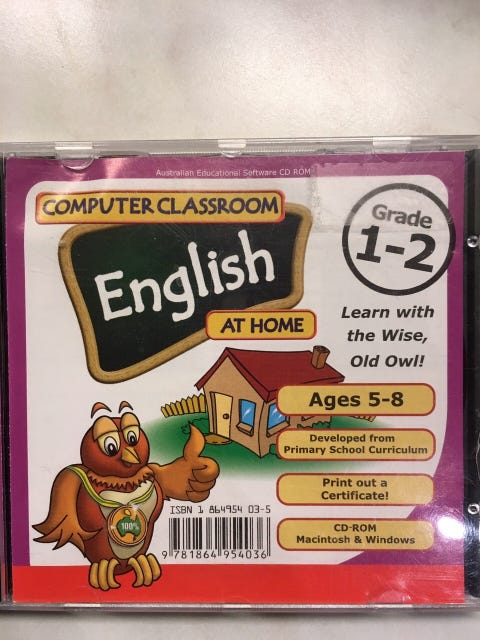 Australian Educational Software CD ROM
COMPUTER CLASSROOM
English
AT HOME
Grade
1-2
Learn with
the Wise,
Old Owl!
Ages 5-8
Developed from
Primary School Curriculum
Print out a
Certificate!
CD-ROM
Macintosh & Windows
100%
ISBN 1 864954 03-5
9 781864 954036